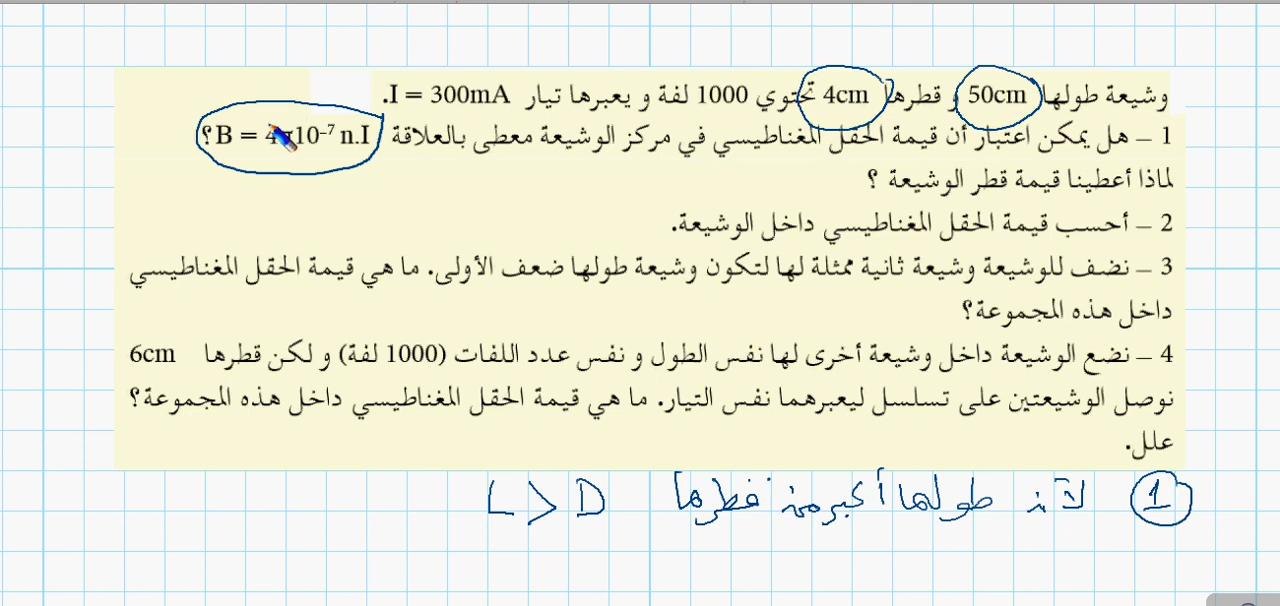 وشيعة طولها 50cm و قطرها 4cm تحتوي 1000 لفة و يعبرها تيار I = 300mA.
1 – هل يمكن اعتبار أن قيمة الحقل المغناطيسي في مركز الوشيعة معطى بالعلاقة B = 4π10⁻⁷ n.I ؟
لماذا أعطينا قيمة قطر الوشيعة ؟
2 – أحسب قيمة الحقل المغناطيسي داخل الوشيعة.
3 – نضف للوشيعة وشيعة ثانية ممثلة لها لتكون وشيعة طولها ضعف الأولى. ما هي قيمة الحقل المغناطيسي
داخل هذه المجموعة؟
4 – نضع الوشيعة داخل وشيعة أخرى لها نفس الطول و نفس عدد اللفات (1000 لفة) و لكن قطرها 6cm
نوصل الوشيعتين على تسلسل ليعبرهما نفس التيار. ما هي قيمة الحقل المغناطيسي داخل هذه المجموعة؟
علل.
1 لأن طولها أكبر من قطرها L > D